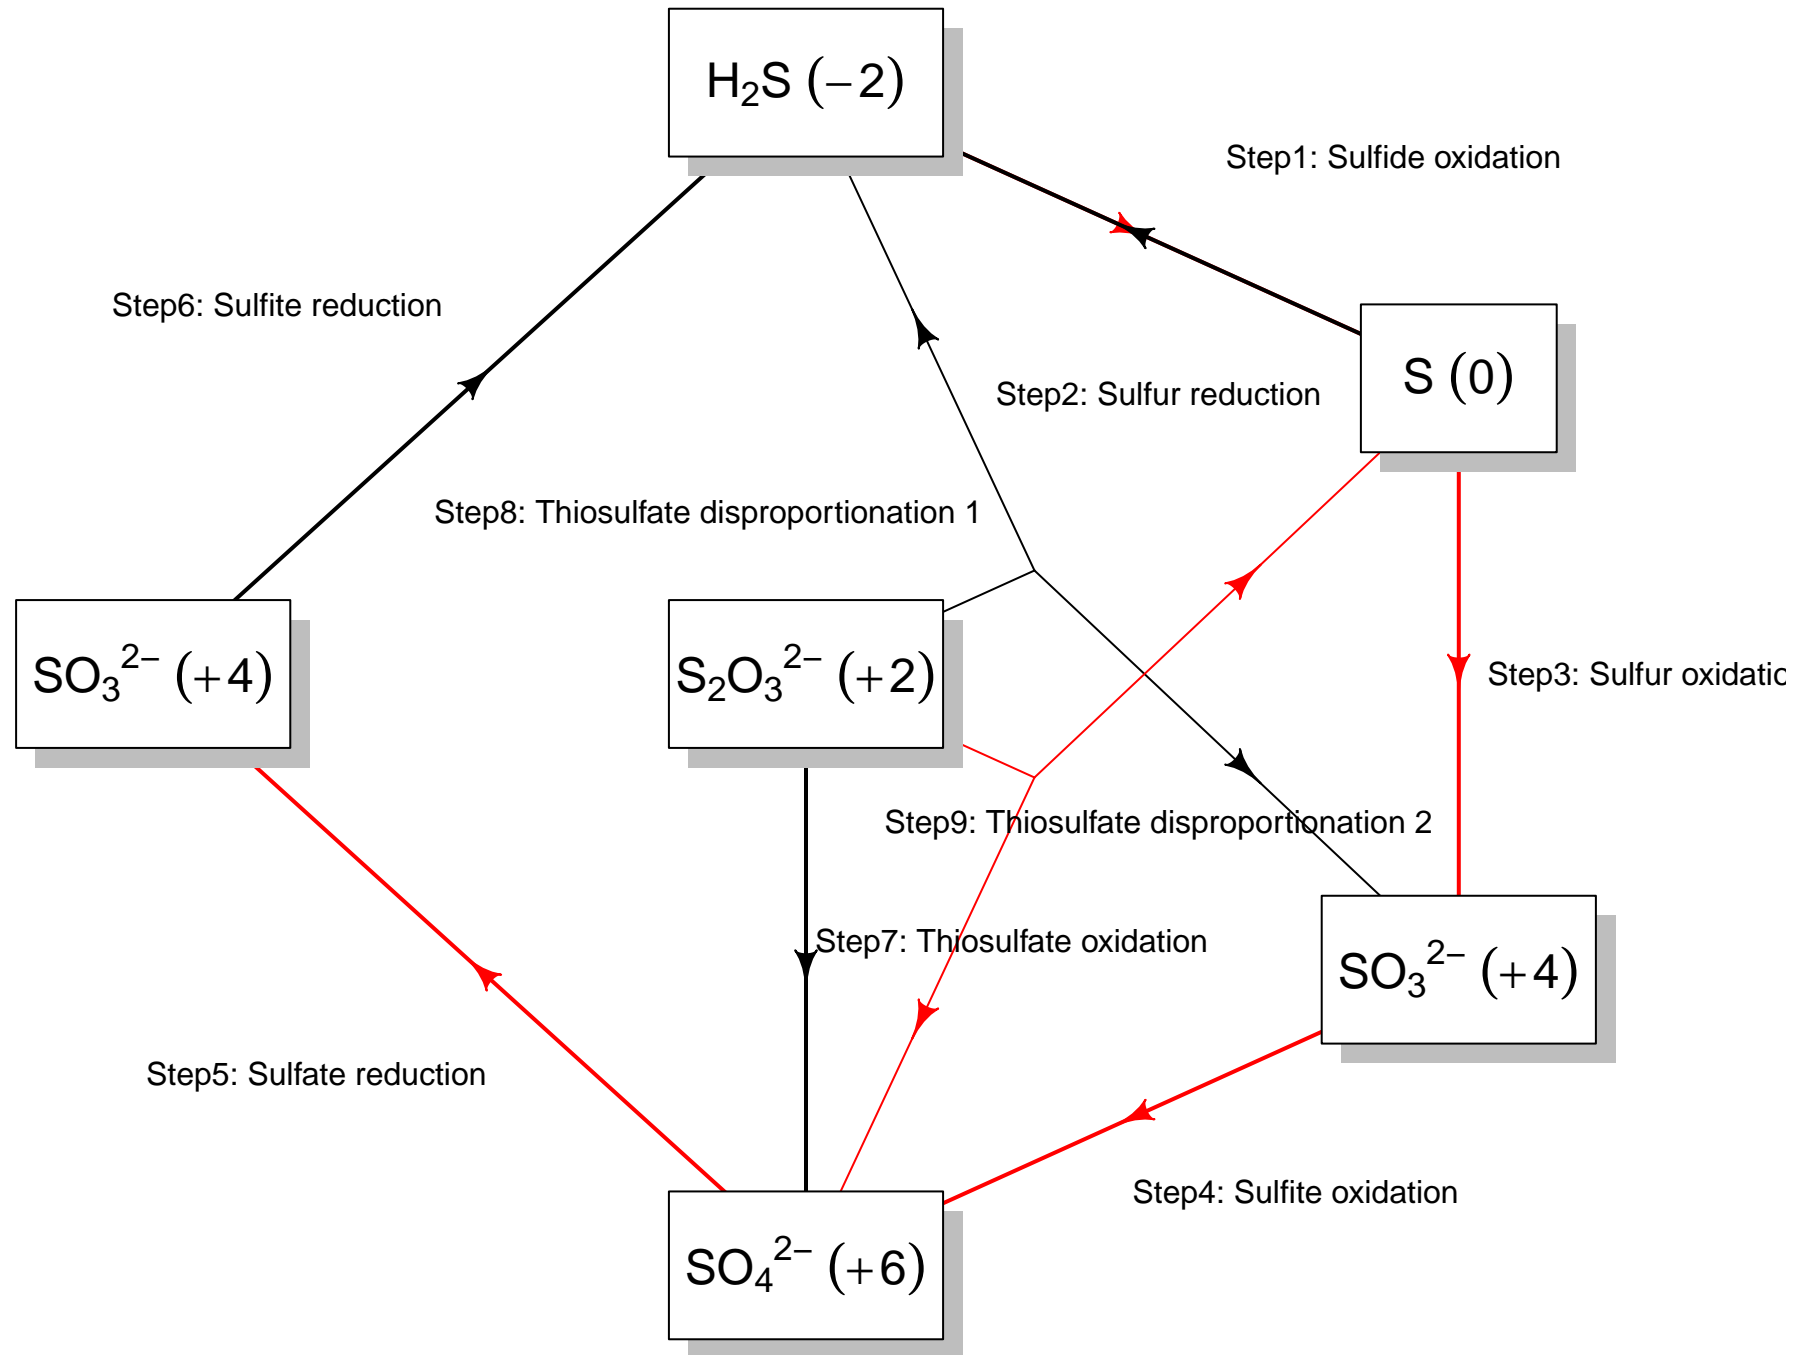 H₂S (−2)
Step1: Sulfide oxidation
Step6: Sulfite reduction
S (0)
Step2: Sulfur reduction
Step8: Thiosulfate disproportionation 1
SO₃²⁻ (+4)
S₂O₃²⁻ (+2)
Step3: Sulfur oxidatic
Step9: Thiosulfate disproportionation 2
Step7: Thiosulfate oxidation
SO₃²⁻ (+4)
Step5: Sulfate reduction
Step4: Sulfite oxidation
SO₄²⁻ (+6)